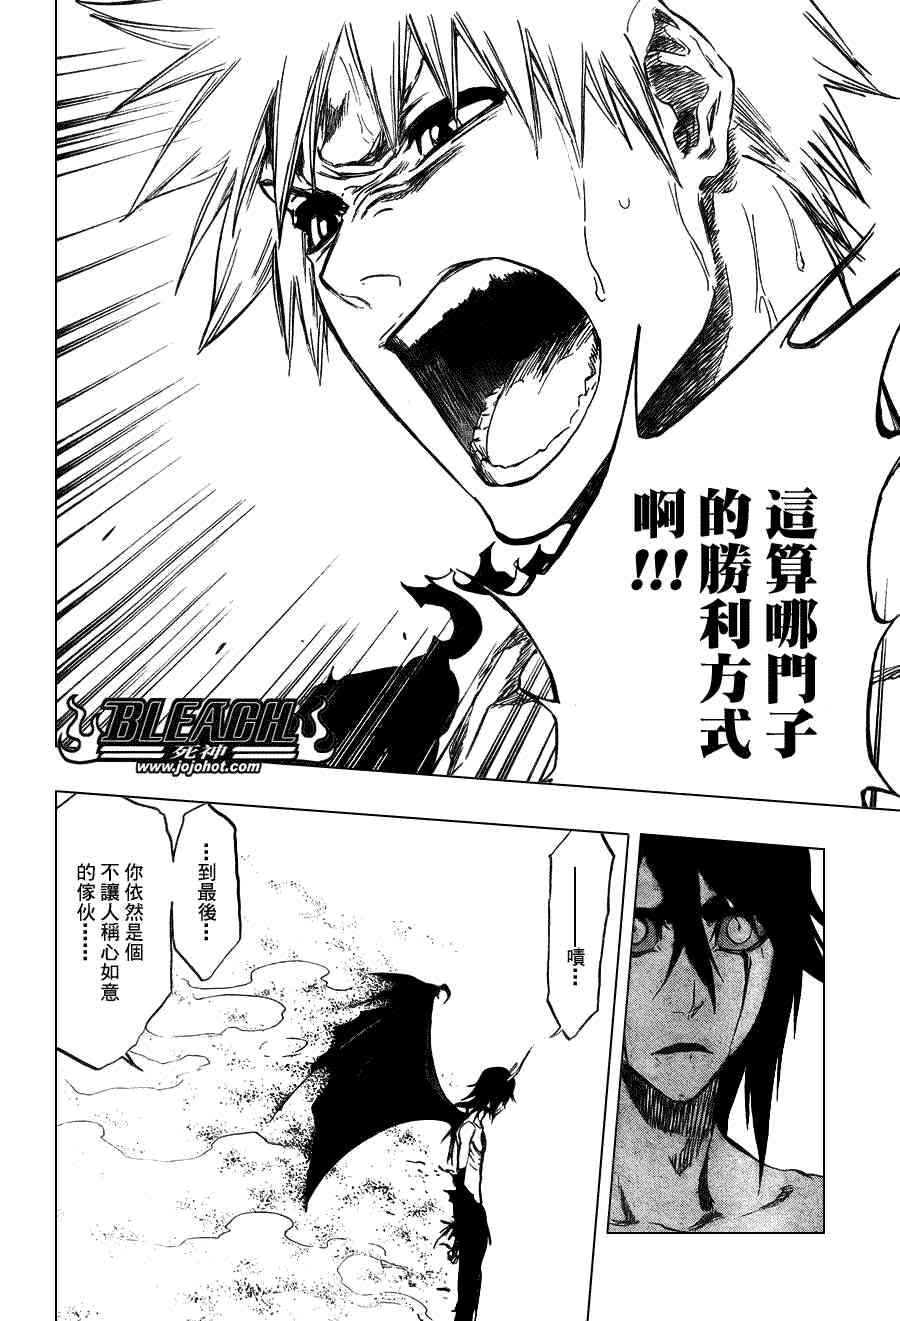 這算哪門子
的勝利方式
啊!!!
BLEACH
死神
www.jojohot.com
——嘖……
…到最後…
你依然是個
不讓人稱心如意
的傢伙……